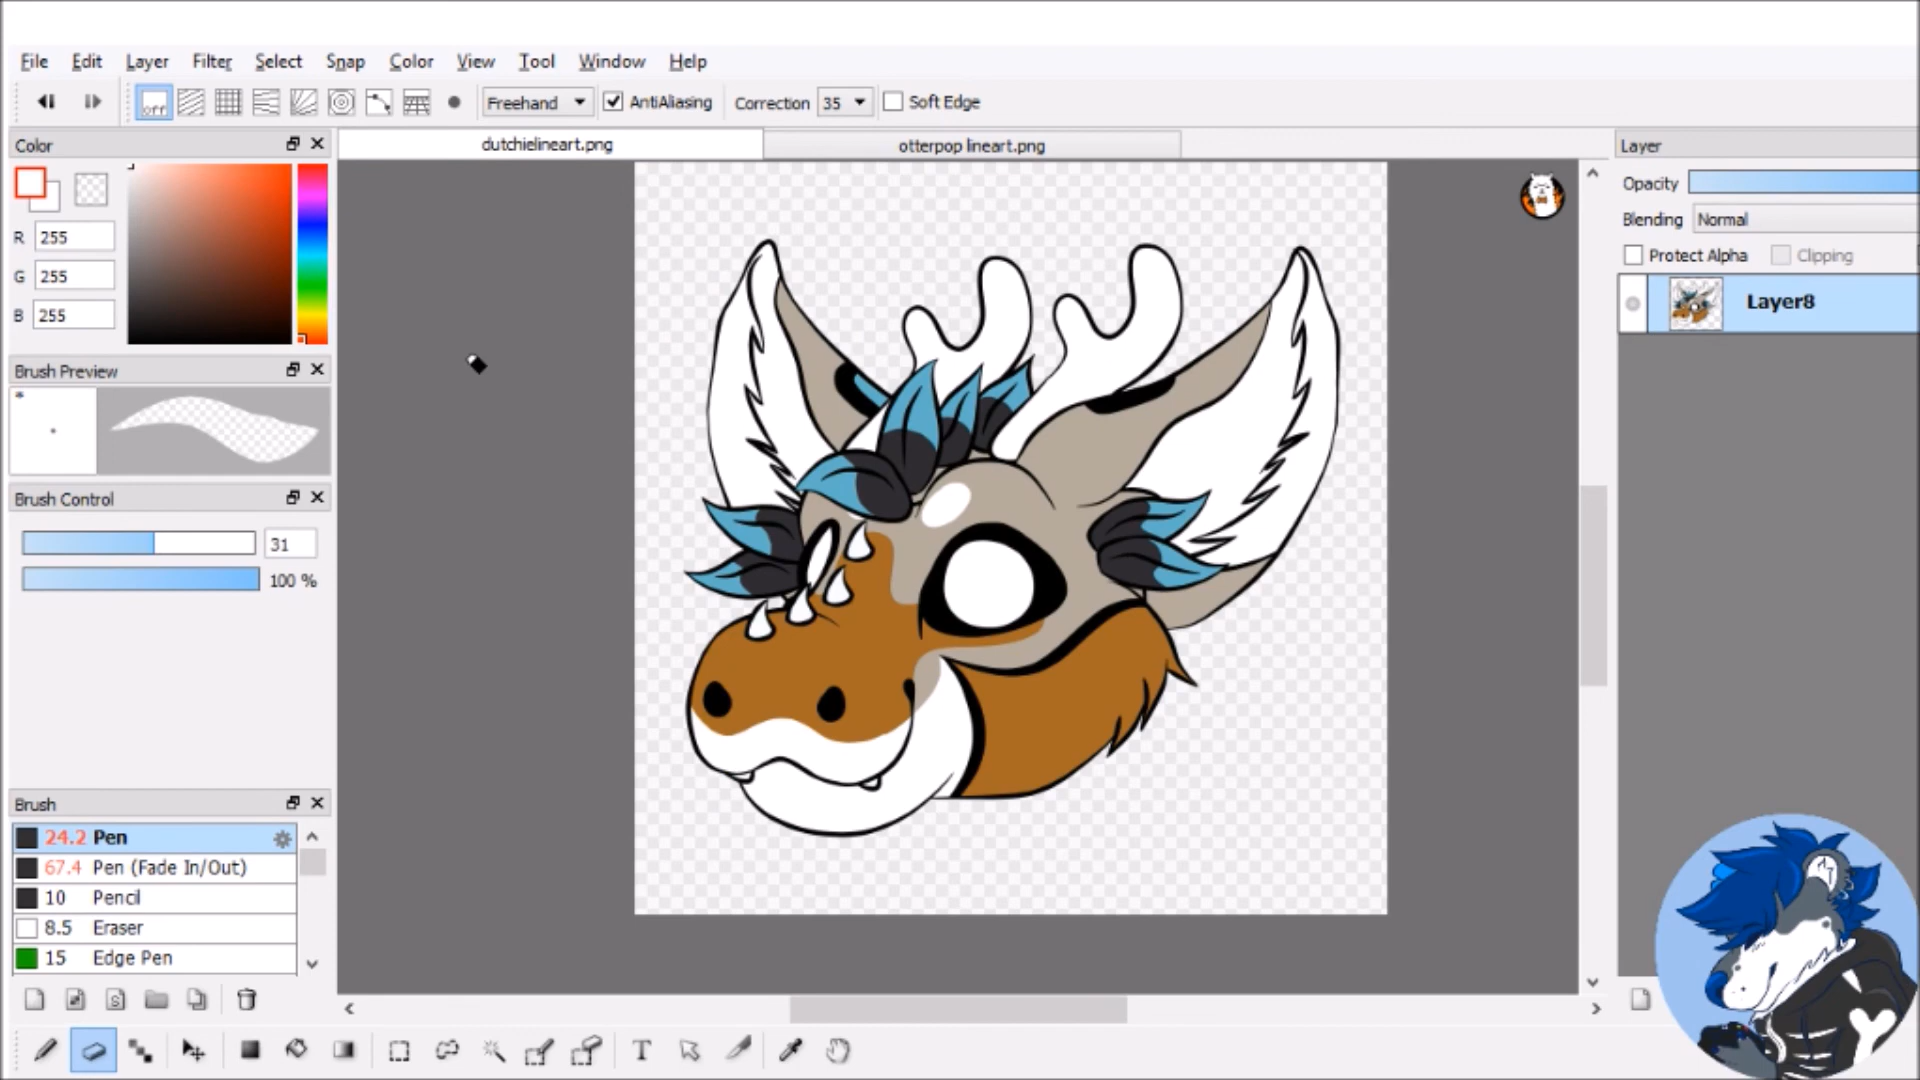 File Edit Layer Filter Select Snap Color View Tool Window Help
off Freehand AntiAliasing Correction 35 Soft Edge
Color
dutchielineart.png
otterpop lineart.png
Layer
R 255
G 255
B 255
Opacity
Blending Normal
Protect Alpha Clipping
Layer8
Brush Preview
Brush Control
31
100 %
Brush
24.2 Pen
67.4 Pen (Fade In/Out)
10 Pencil
8.5 Eraser
15 Edge Pen
S
T